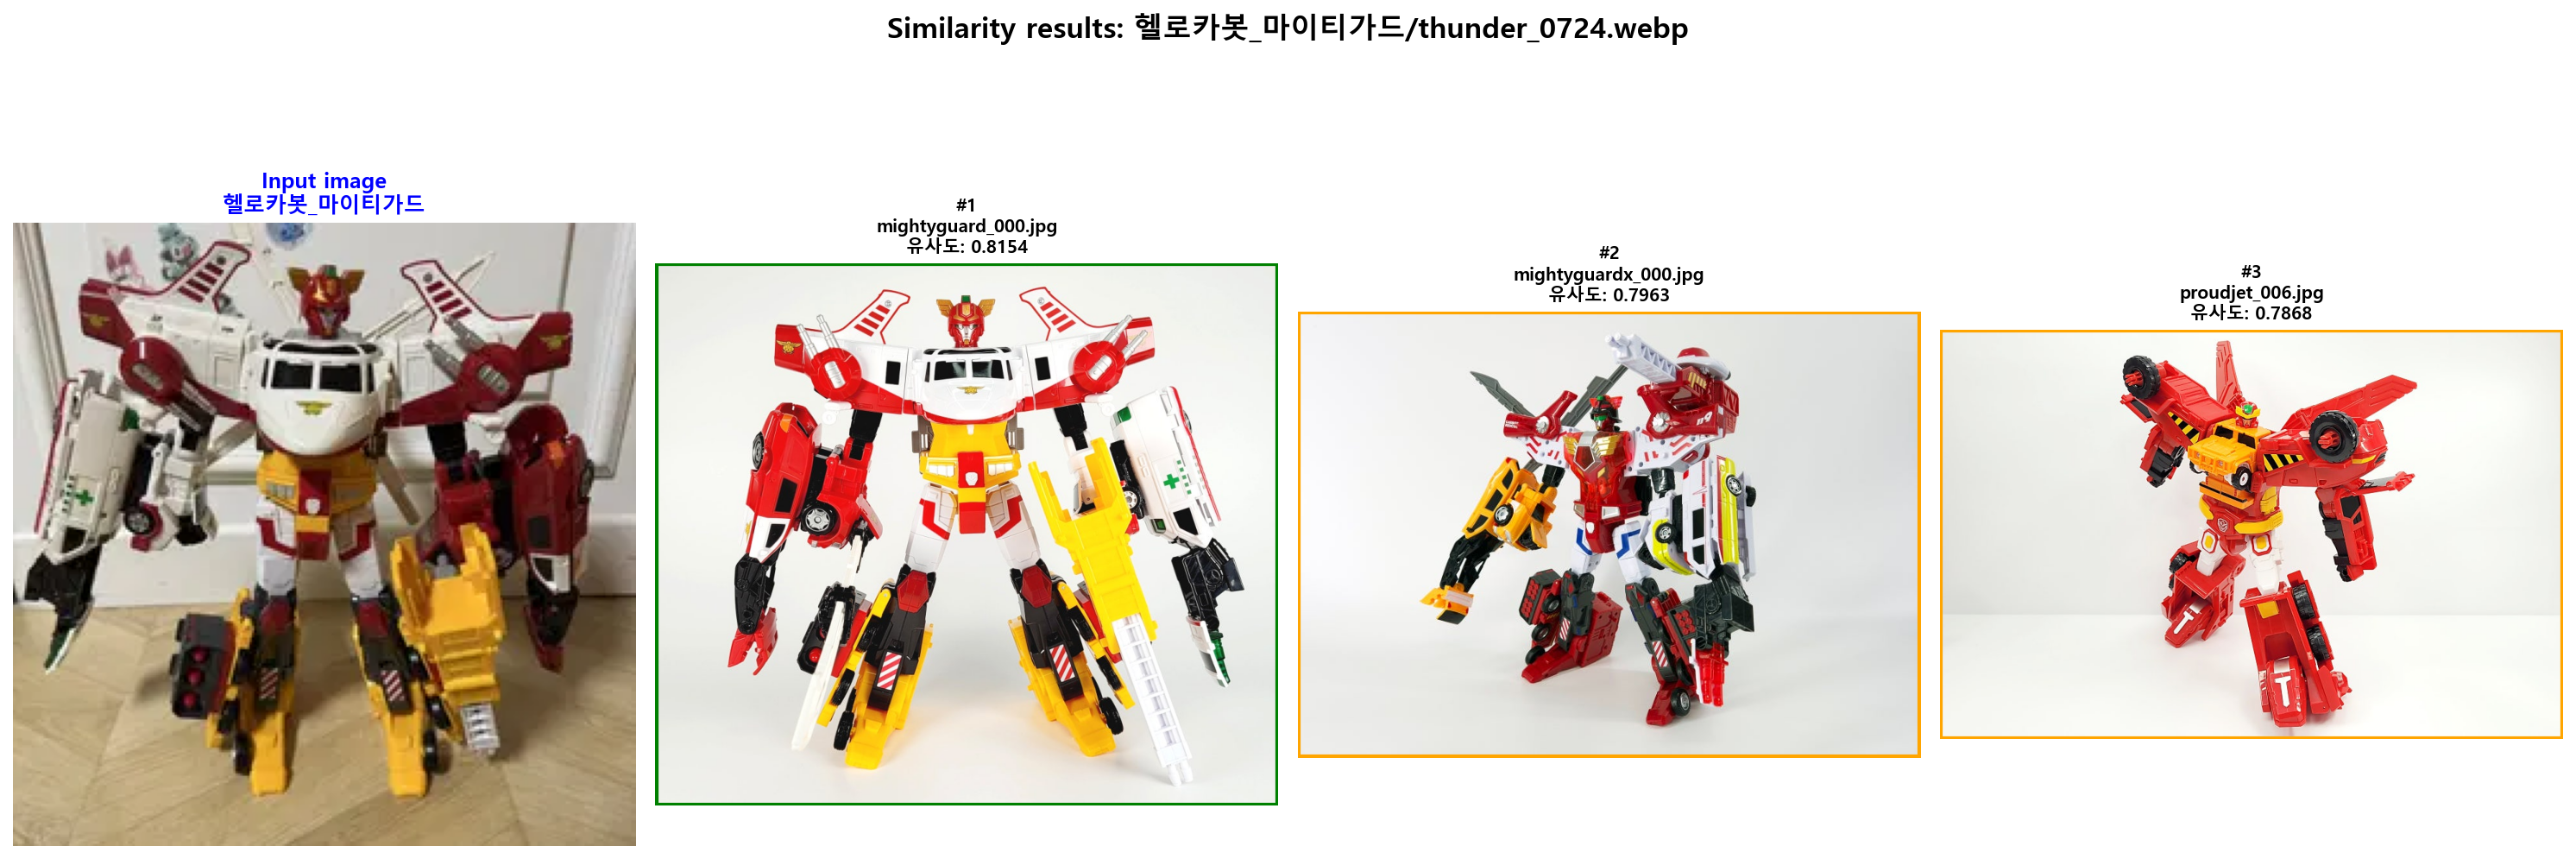 Similarity results: 헬로카봇_마이티가드/thunder_0724.webp
Input image
헬로카봇_마이티가드
#1
mightyguard_000.jpg
유사도: 0.8154
#2
mightyguardx_000.jpg
유사도: 0.7963
#3
proudjet_006.jpg
유사도: 0.7868
T
T